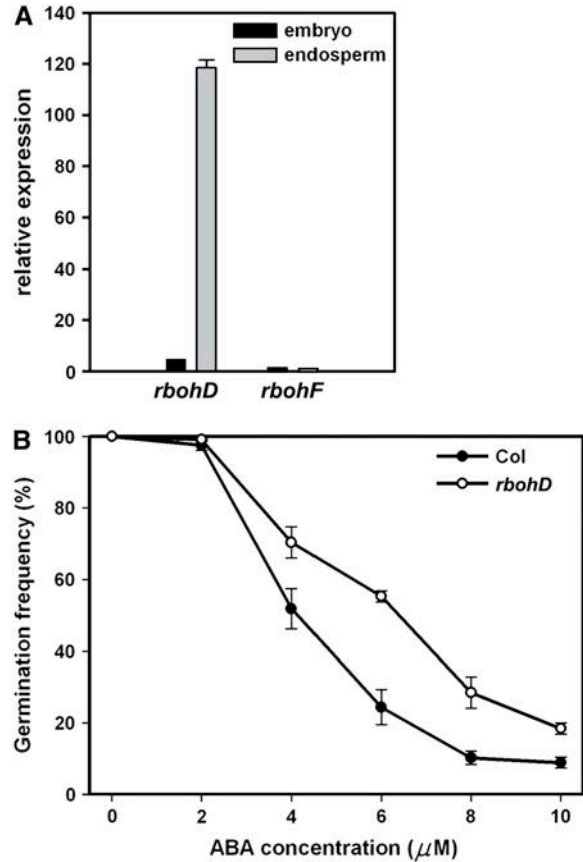 A
relative expression
140
120
100
80
60
40
20
0
embryo
endosperm
rbohD rbohF
B
Germination frequency (%)
100
80
60
40
20
0
Col
rbohD
0 2 4 6 8 10
ABA concentration (μM)